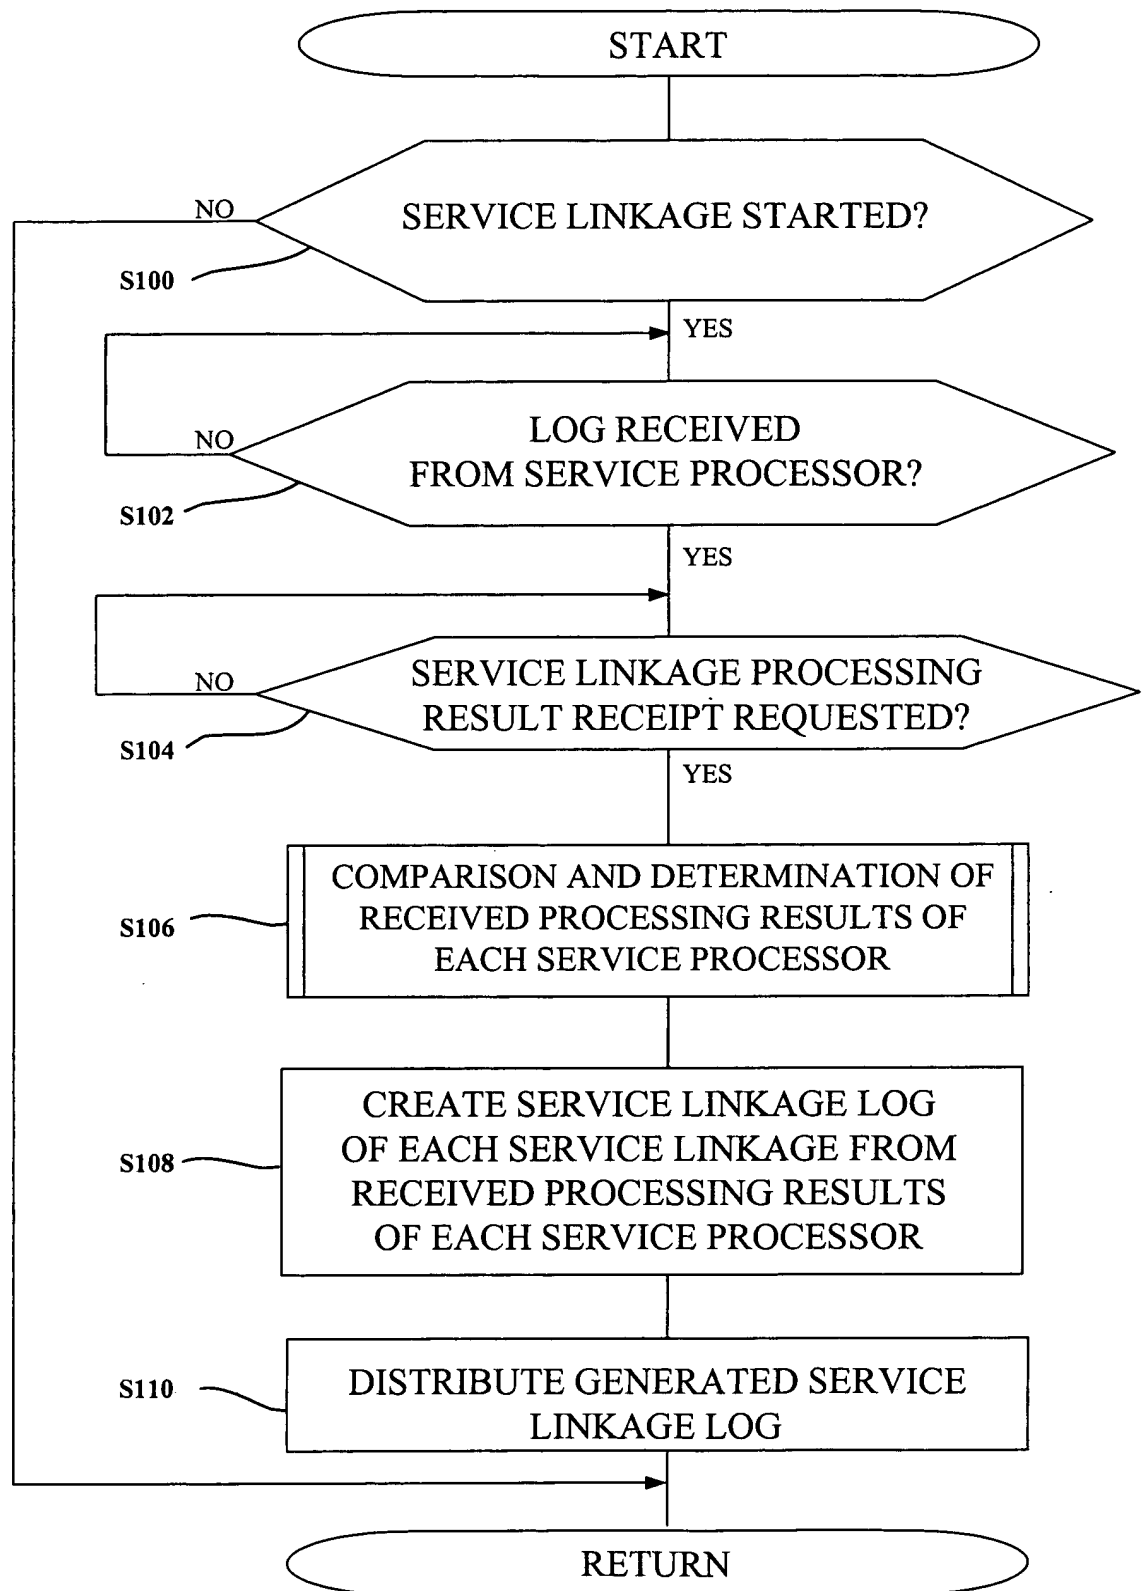 START
NO
SERVICE LINKAGE STARTED?
S100
YES
NO
LOG RECEIVED
FROM SERVICE PROCESSOR?
S102
YES
NO
SERVICE LINKAGE PROCESSING
RESULT RECEIPT REQUESTED?
S104
YES
COMPARISON AND DETERMINATION OF
RECEIVED PROCESSING RESULTS OF
EACH SERVICE PROCESSOR
S106
CREATE SERVICE LINKAGE LOG
OF EACH SERVICE LINKAGE FROM
RECEIVED PROCESSING RESULTS
OF EACH SERVICE PROCESSOR
S108
DISTRIBUTE GENERATED SERVICE
LINKAGE LOG
S110
RETURN